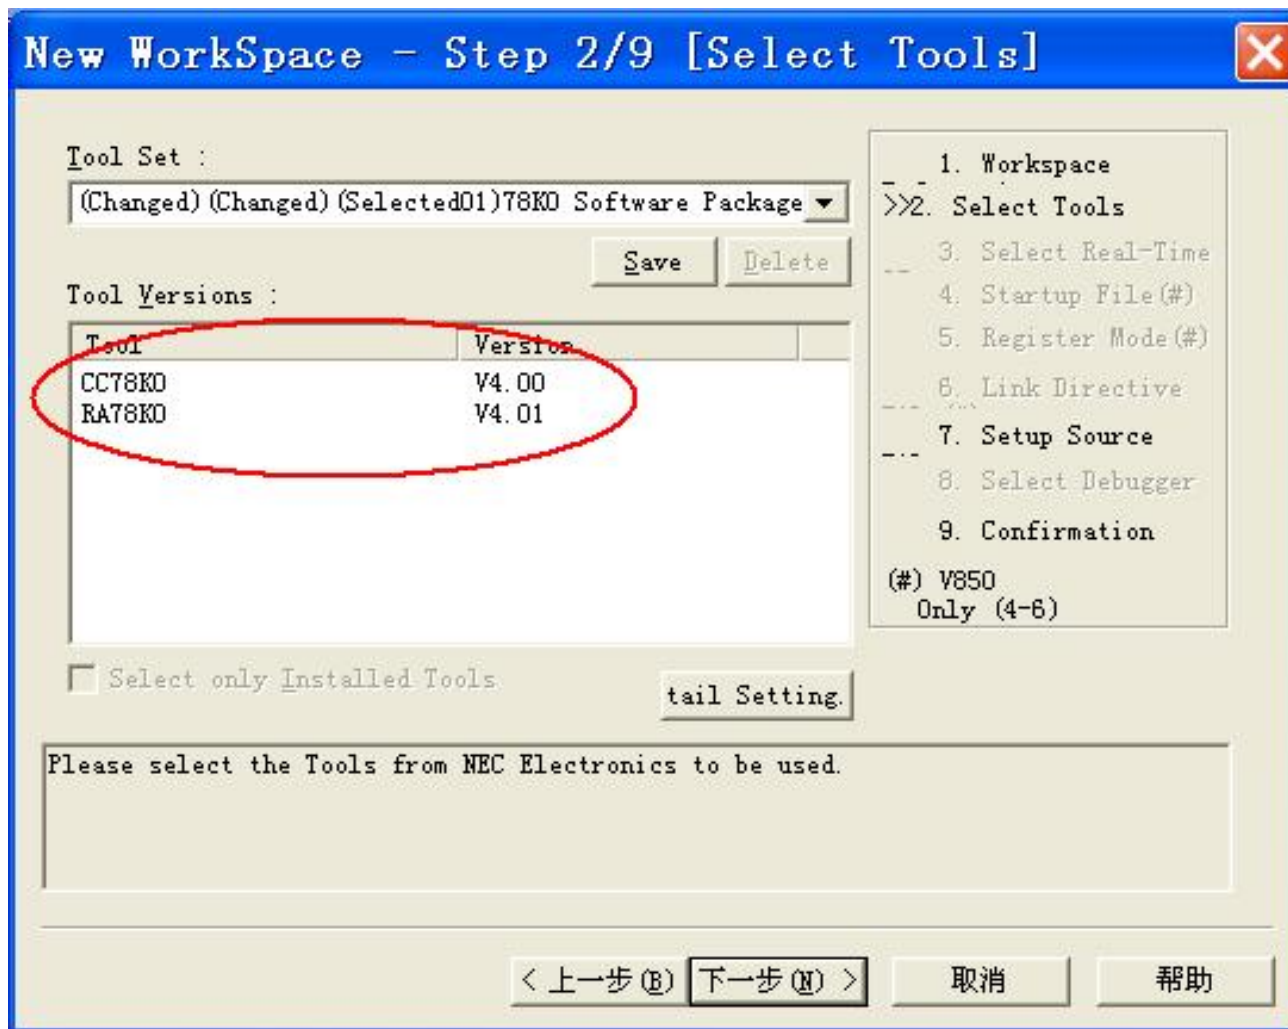 New WorkSpace - Step 2/9 [Select Tools]
Tool Set :
(Changed)(Changed)(Selected01)78K0 Software Package
Save
Delete
Tool Versions :
Tool Version
CC78K0 V4.00
RA78K0 V4.01
Select only Installed Tools
tail Setting.
1. Workspace
>>2. Select Tools
3. Select Real-Time
4. Startup File(#)
5. Register Mode(#)
6. Link Directive
7. Setup Source
8. Select Debugger
9. Confirmation
(#) V850
Only (4-6)
Please select the Tools from NEC Electronics to be used.
< 上一步(B)
下一步(N) >
取消
帮助